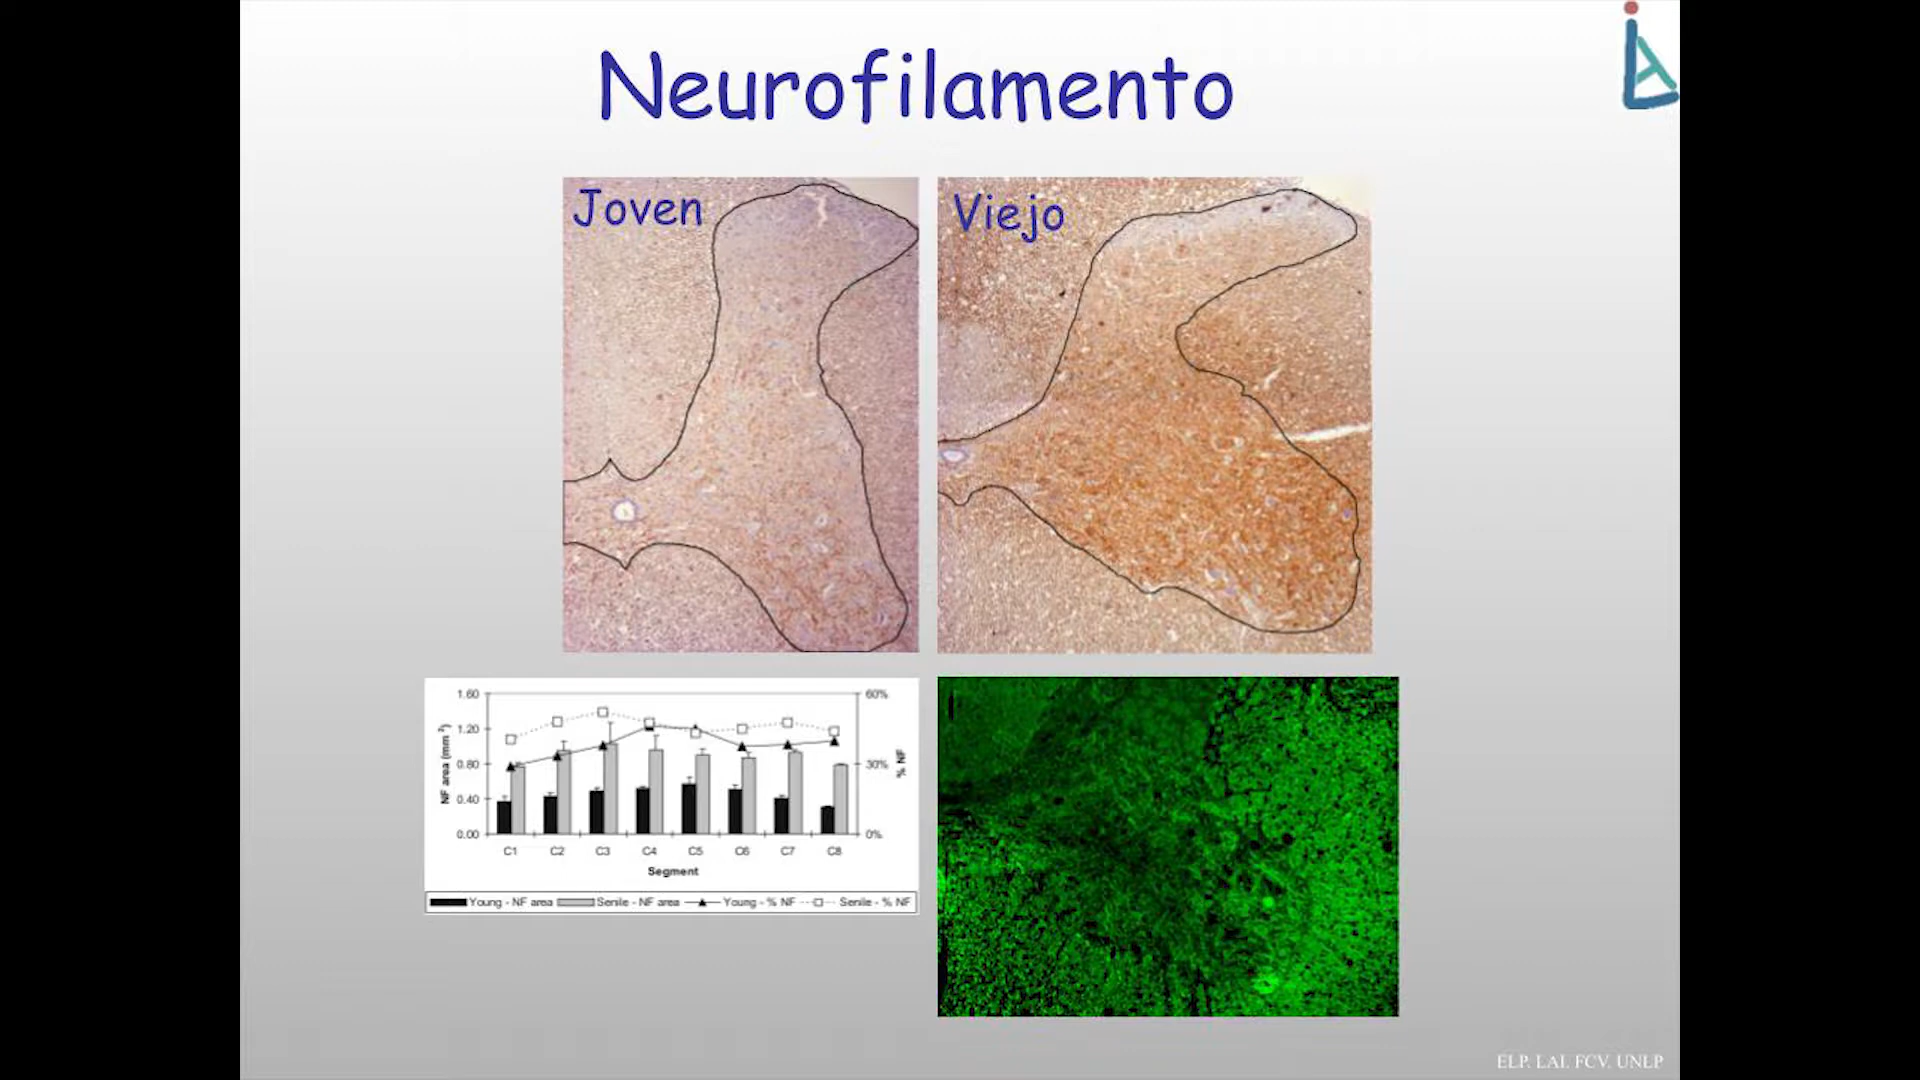 Neurofilamento
Joven
Viejo
1.60
1.20
0.80
0.40
0.00
NF area (mm²)
60%
30%
0%
% NF
C1 C2 C3 C4 C5 C6 C7 C8
Segment
Young - NF area Senile - NF area Young - % NF Senile - % NF
ELP. LAI. FCV. UNLP